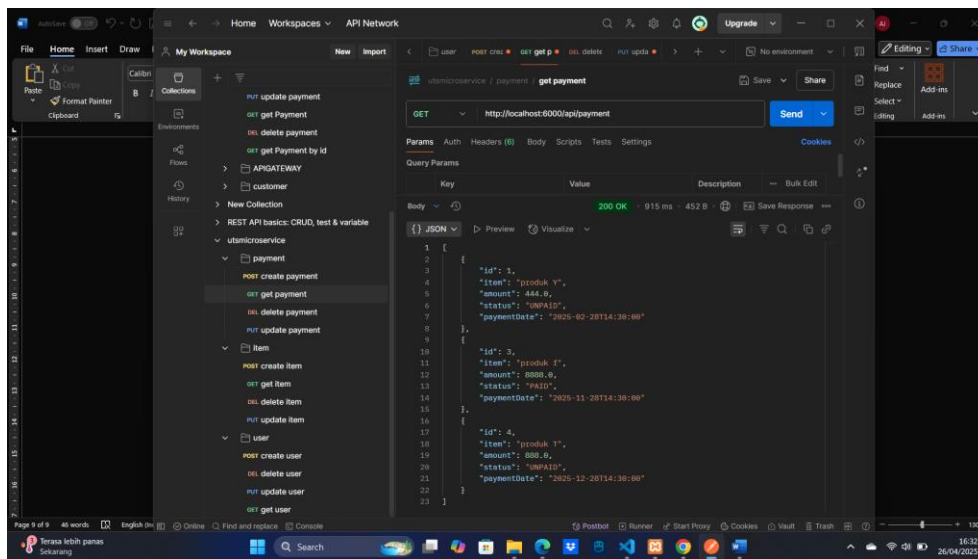 AutoSave
Home Workspaces API Network
Upgrade
AJ
File Home Insert Draw
My Workspace
New Import
user
POST crea
GET get p
DEL delete
PUT upda
No environment
Editing
Share
Cut
Copy
Paste
Format Painter
Clipboard
Calibri
B I
Collections
Environments
Flows
History
PUT update payment
GET get Payment
DEL delete payment
GET get Payment by id
APIGATEWAY
customer
New Collection
REST API basics: CRUD, test & variable
utsmicroservice
payment
POST create payment
GET get payment
DEL delete payment
PUT update payment
item
POST create item
GET get item
DEL delete item
PUT update item
user
POST create user
DEL delete user
PUT update user
GET get user
utsmicroservice / payment / get payment
Save Share
GET http://localhost:6000/api/payment Send
Params Auth Headers (6) Body Scripts Tests Settings Cookies
Query Params
Key Value Description Bulk Edit
Body 200 OK 915 ms 452 B Save Response
{} JSON Preview Visualize
1 [
2 {
3 "id": 1,
4 "item": "produk Y",
5 "amount": 444.0,
6 "status": "UNPAID",
7 "paymentDate": "2025-02-28T14:30:00"
8 },
9 {
10 "id": 3,
11 "item": "produk f",
12 "amount": 8888.0,
13 "status": "PAID",
14 "paymentDate": "2025-11-28T14:30:00"
15 },
16 {
17 "id": 4,
18 "item": "produk T",
19 "amount": 888.0,
20 "status": "UNPAID",
21 "paymentDate": "2025-12-28T14:30:00"
22 }
23 ]
Find
Replace
Select
Editing
Add-ins
Add-ins
Page 9 of 9 46 words English (In
Online Find and replace Console
Postbot Runner Start Proxy Cookies Vault Trash
Terasa lebih panas
Sekarang
Search
16:32